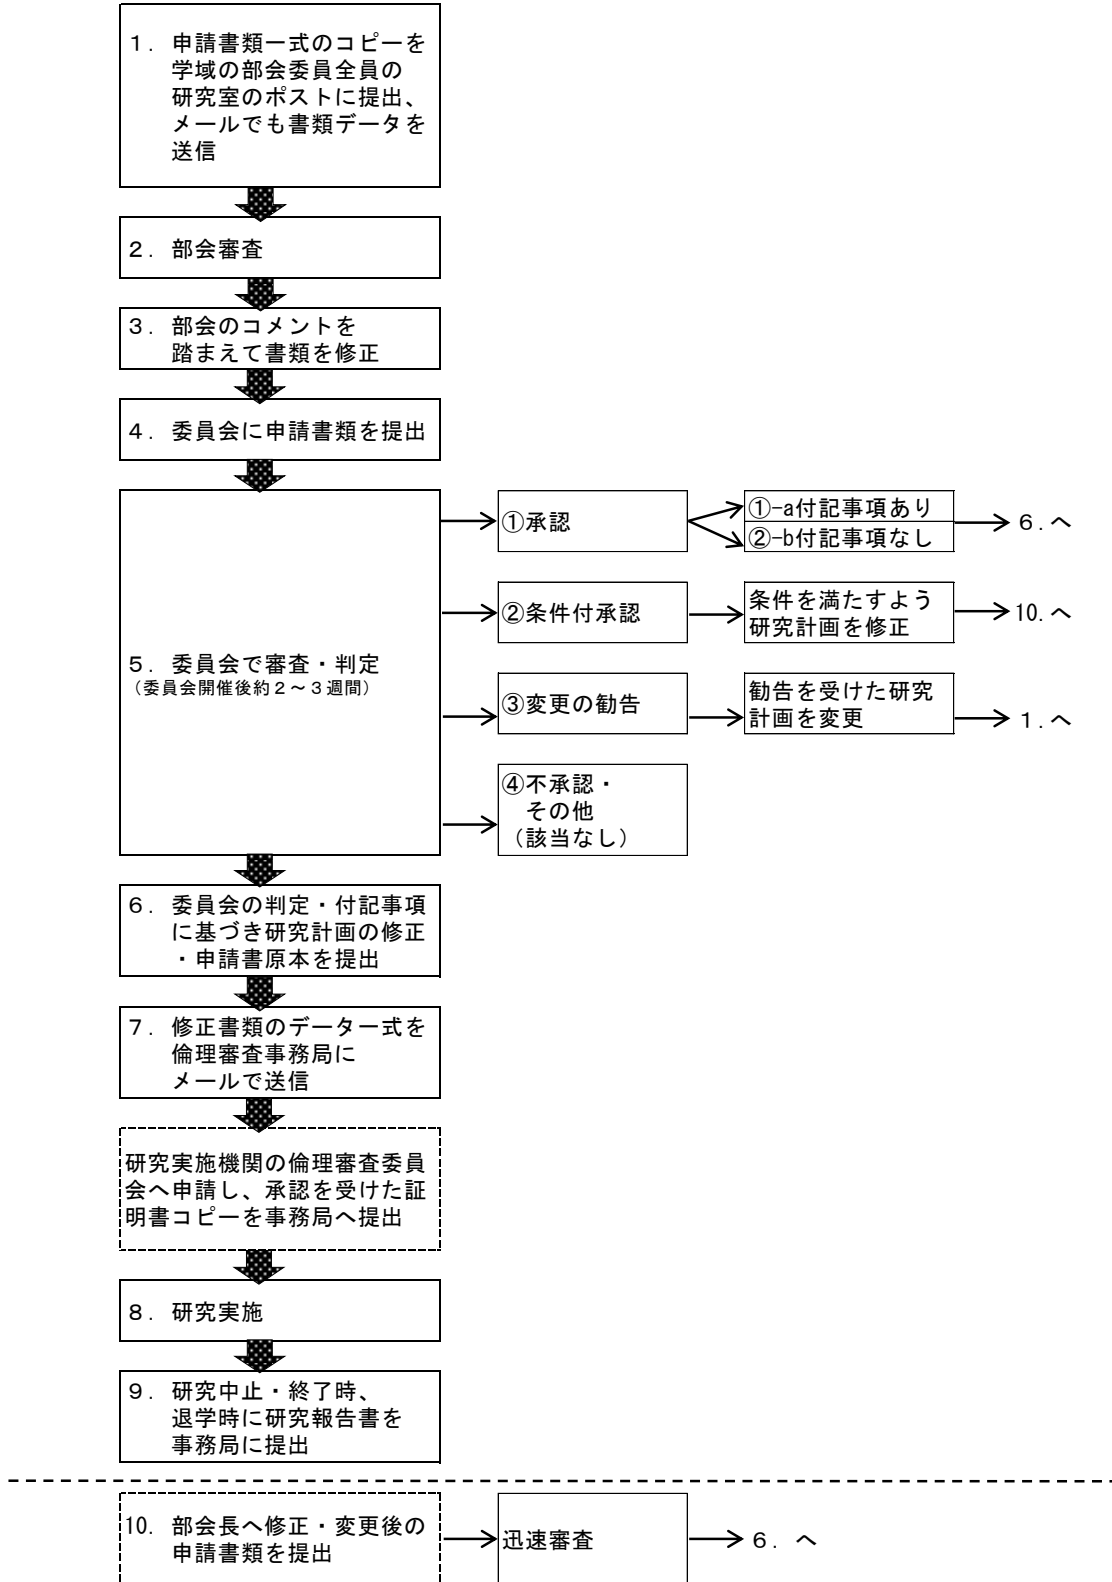 １．申請書類一式のコピーを
学域の部会委員全員の
研究室のポストに提出、
メールでも書類データを
送信
２．部会審査
３．部会のコメントを
踏まえて書類を修正
４．委員会に申請書類を提出
５．委員会で審査・判定
（委員会開催後約２～３週間）
①承認
①-a付記事項あり
②-b付記事項なし
６.へ
②条件付承認
条件を満たすよう
研究計画を修正
10.へ
③変更の勧告
勧告を受けた研究
計画を変更
１.へ
④不承認・
その他
（該当なし）
６．委員会の判定・付記事項
に基づき研究計画の修正
・申請書原本を提出
７．修正書類のデータ一式を
倫理審査事務局に
メールで送信
研究実施機関の倫理審査委員
会へ申請し、承認を受けた証
明書コピーを事務局へ提出
８．研究実施
９．研究中止・終了時、
退学時に研究報告書を
事務局に提出
10．部会長へ修正・変更後の
申請書類を提出
迅速審査
６．へ